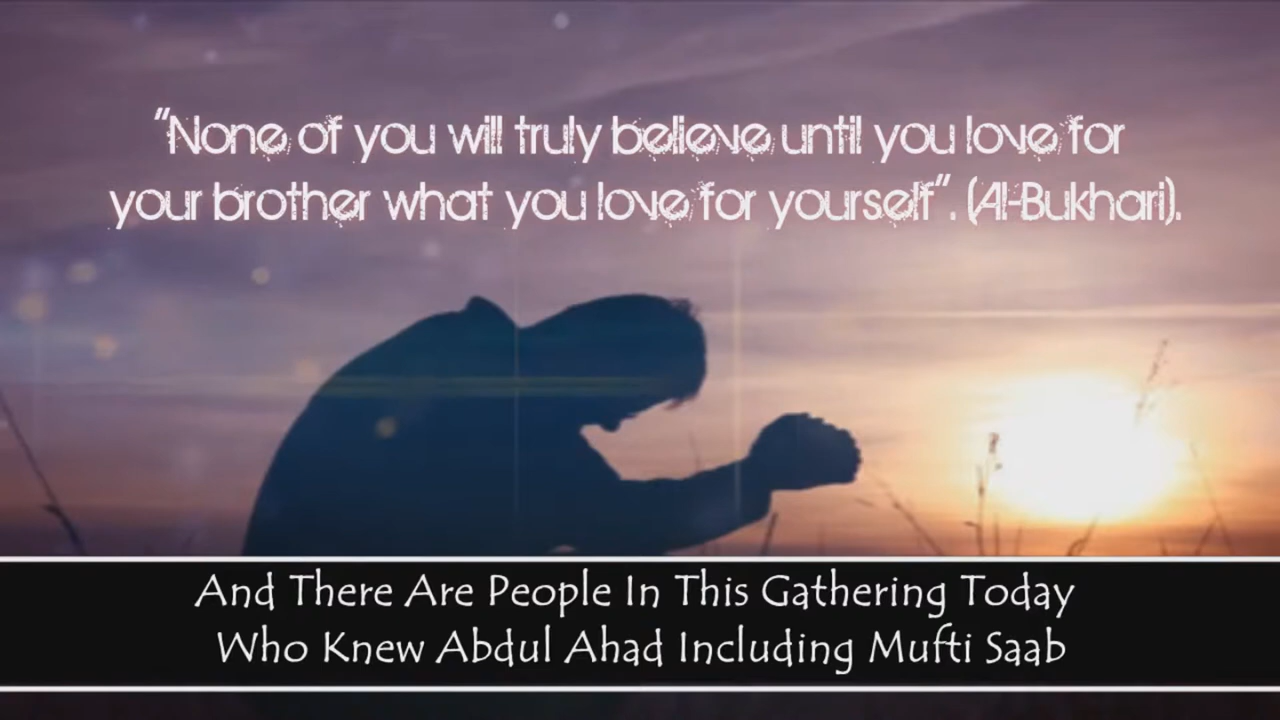 "None of you will truly believe until you love for
your brother what you love for yourself". (Al-Bukhari).
And There Are People In This Gathering Today
Who Knew Abdul Ahad Including Mufti Saab